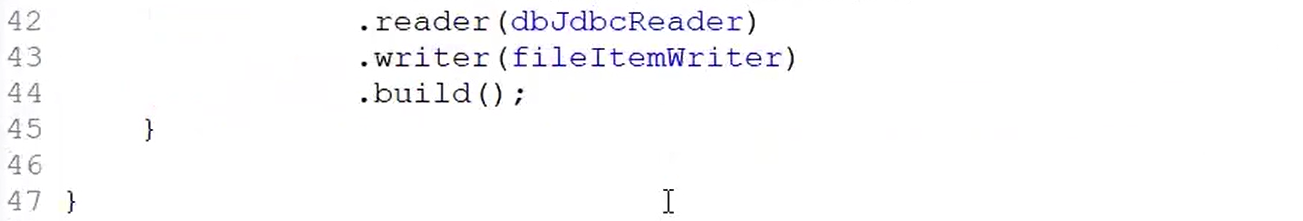 42                    .reader(dbJdbcReader)
43                    .writer(fileItemWriter)
44                    .build();
45      }
46
47 }